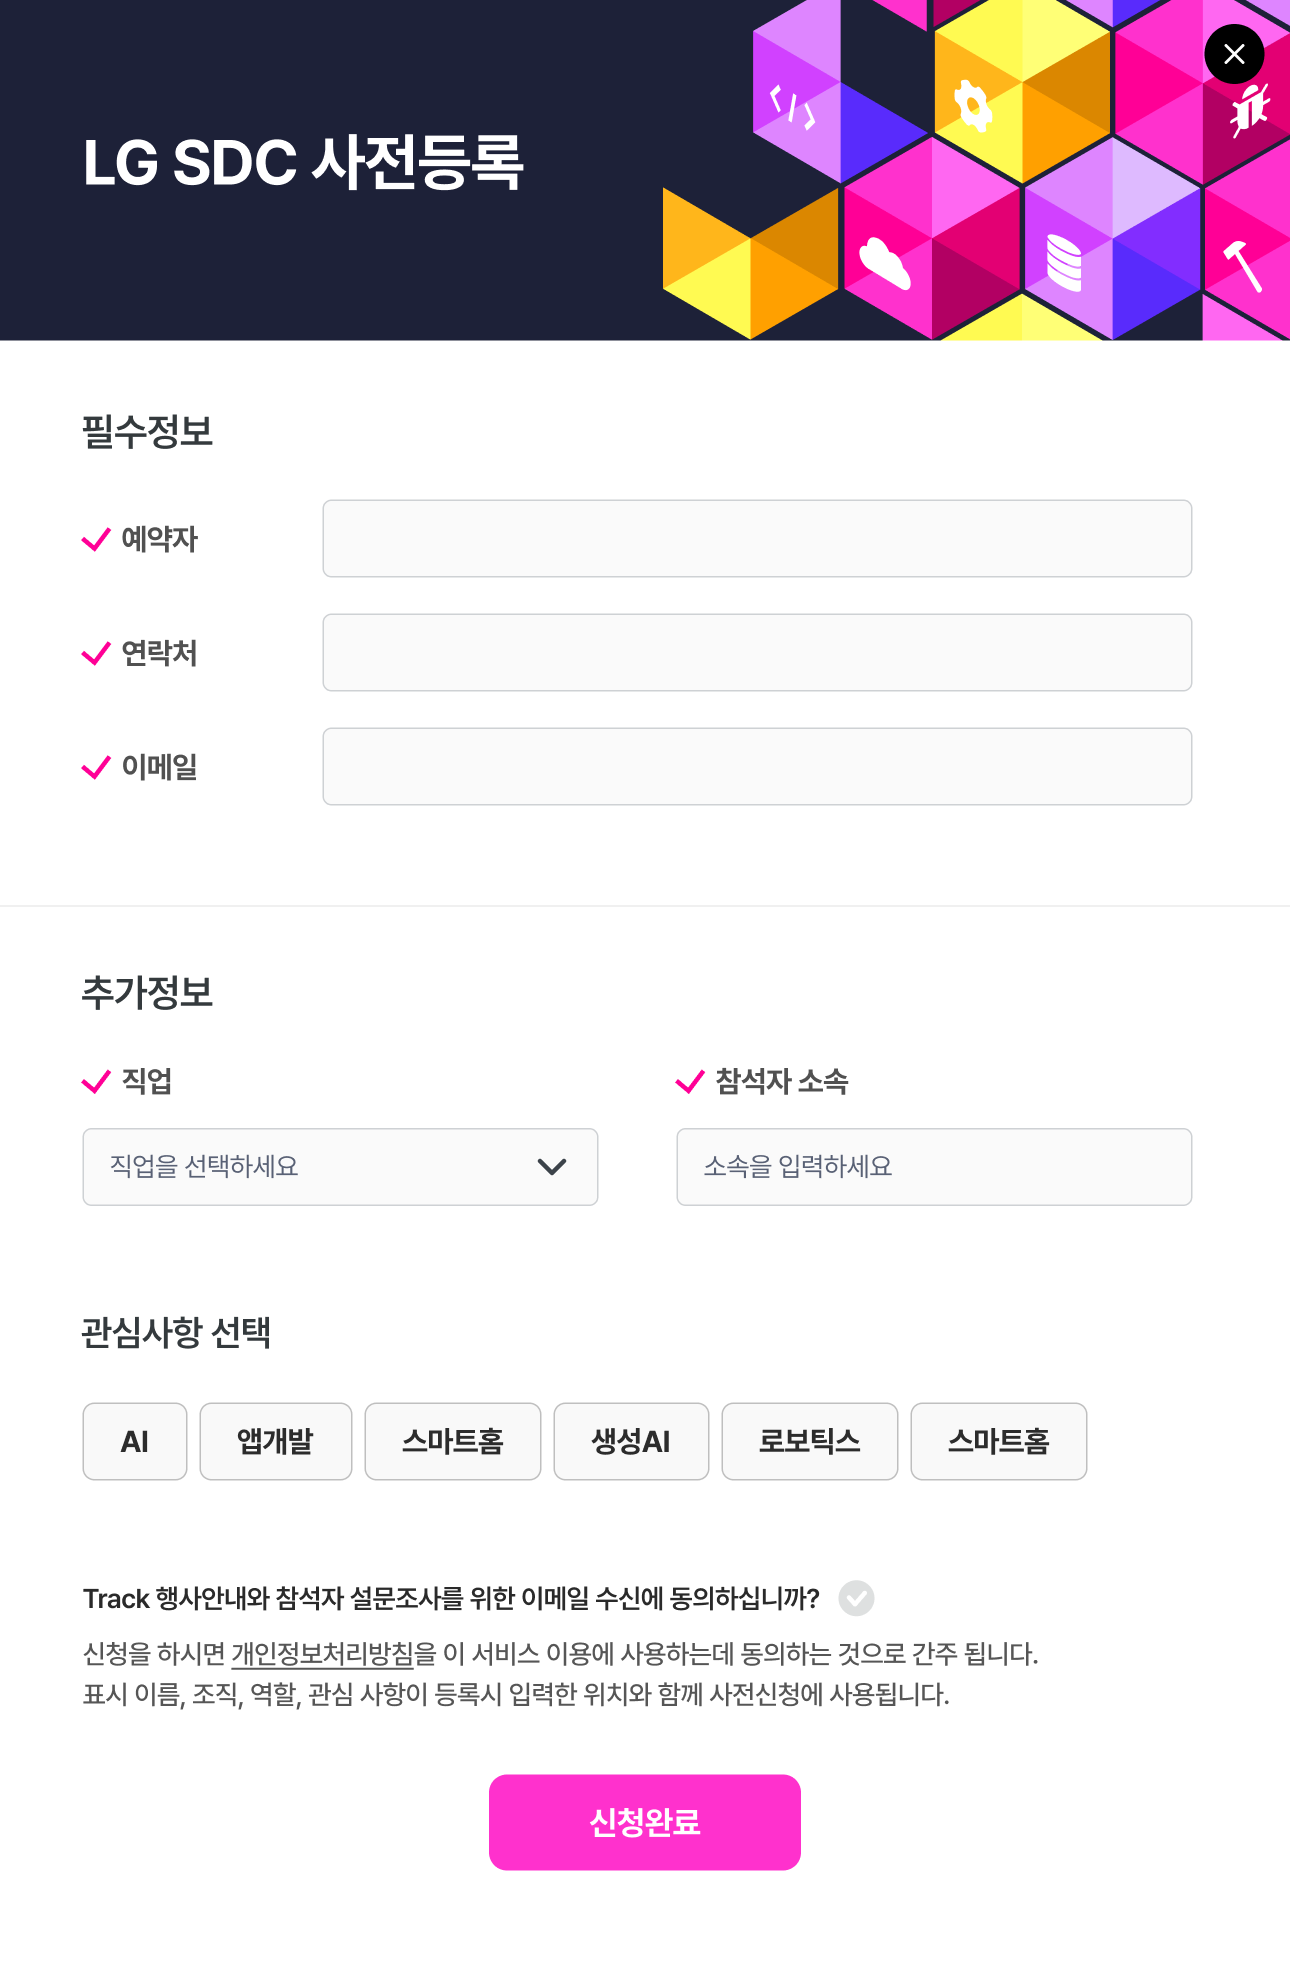 LG SDC 사전등록
필수정보
예약자
연락처
이메일
추가정보
직업
참석자 소속
직업을 선택하세요
소속을 입력하세요
관심사항 선택
AI 앱개발 스마트홈 생성AI 로보틱스 스마트홈
Track 행사안내와 참석자 설문조사를 위한 이메일 수신에 동의하십니까?
신청을 하시면 개인정보처리방침을 이 서비스 이용에 사용하는데 동의하는 것으로 간주 됩니다.
표시 이름, 조직, 역할, 관심 사항이 등록시 입력한 위치와 함께 사전신청에 사용됩니다.
신청완료